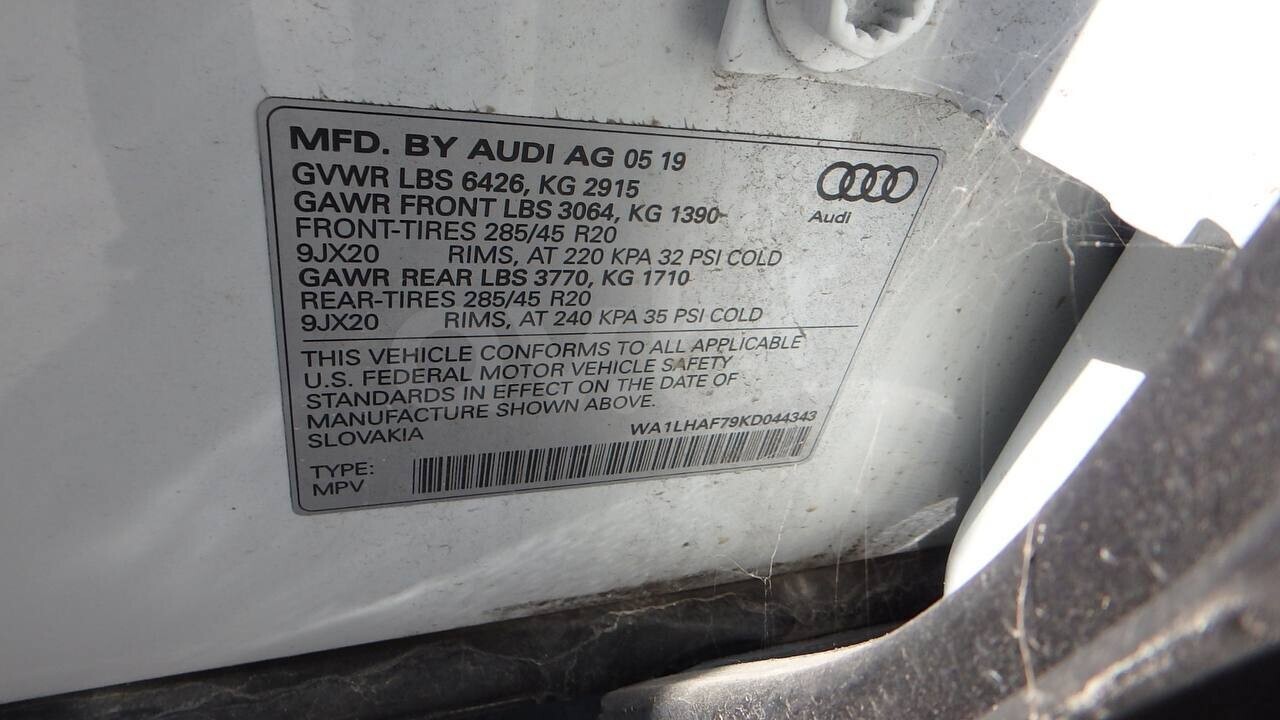 MFD. BY AUDI AG 05 19
GVWR LBS 6426, KG 2915
GAWR FRONT LBS 3064, KG 1390
FRONT-TIRES 285/45 R20
9JX20 RIMS, AT 220 KPA 32 PSI COLD
GAWR REAR LBS 3770, KG 1710
REAR-TIRES 285/45 R20
9JX20 RIMS, AT 240 KPA 35 PSI COLD
Audi
THIS VEHICLE CONFORMS TO ALL APPLICABLE
U.S. FEDERAL MOTOR VEHICLE SAFETY
STANDARDS IN EFFECT ON THE DATE OF
MANUFACTURE SHOWN ABOVE.
SLOVAKIA WA1LHAF79KD044343
TYPE:
MPV